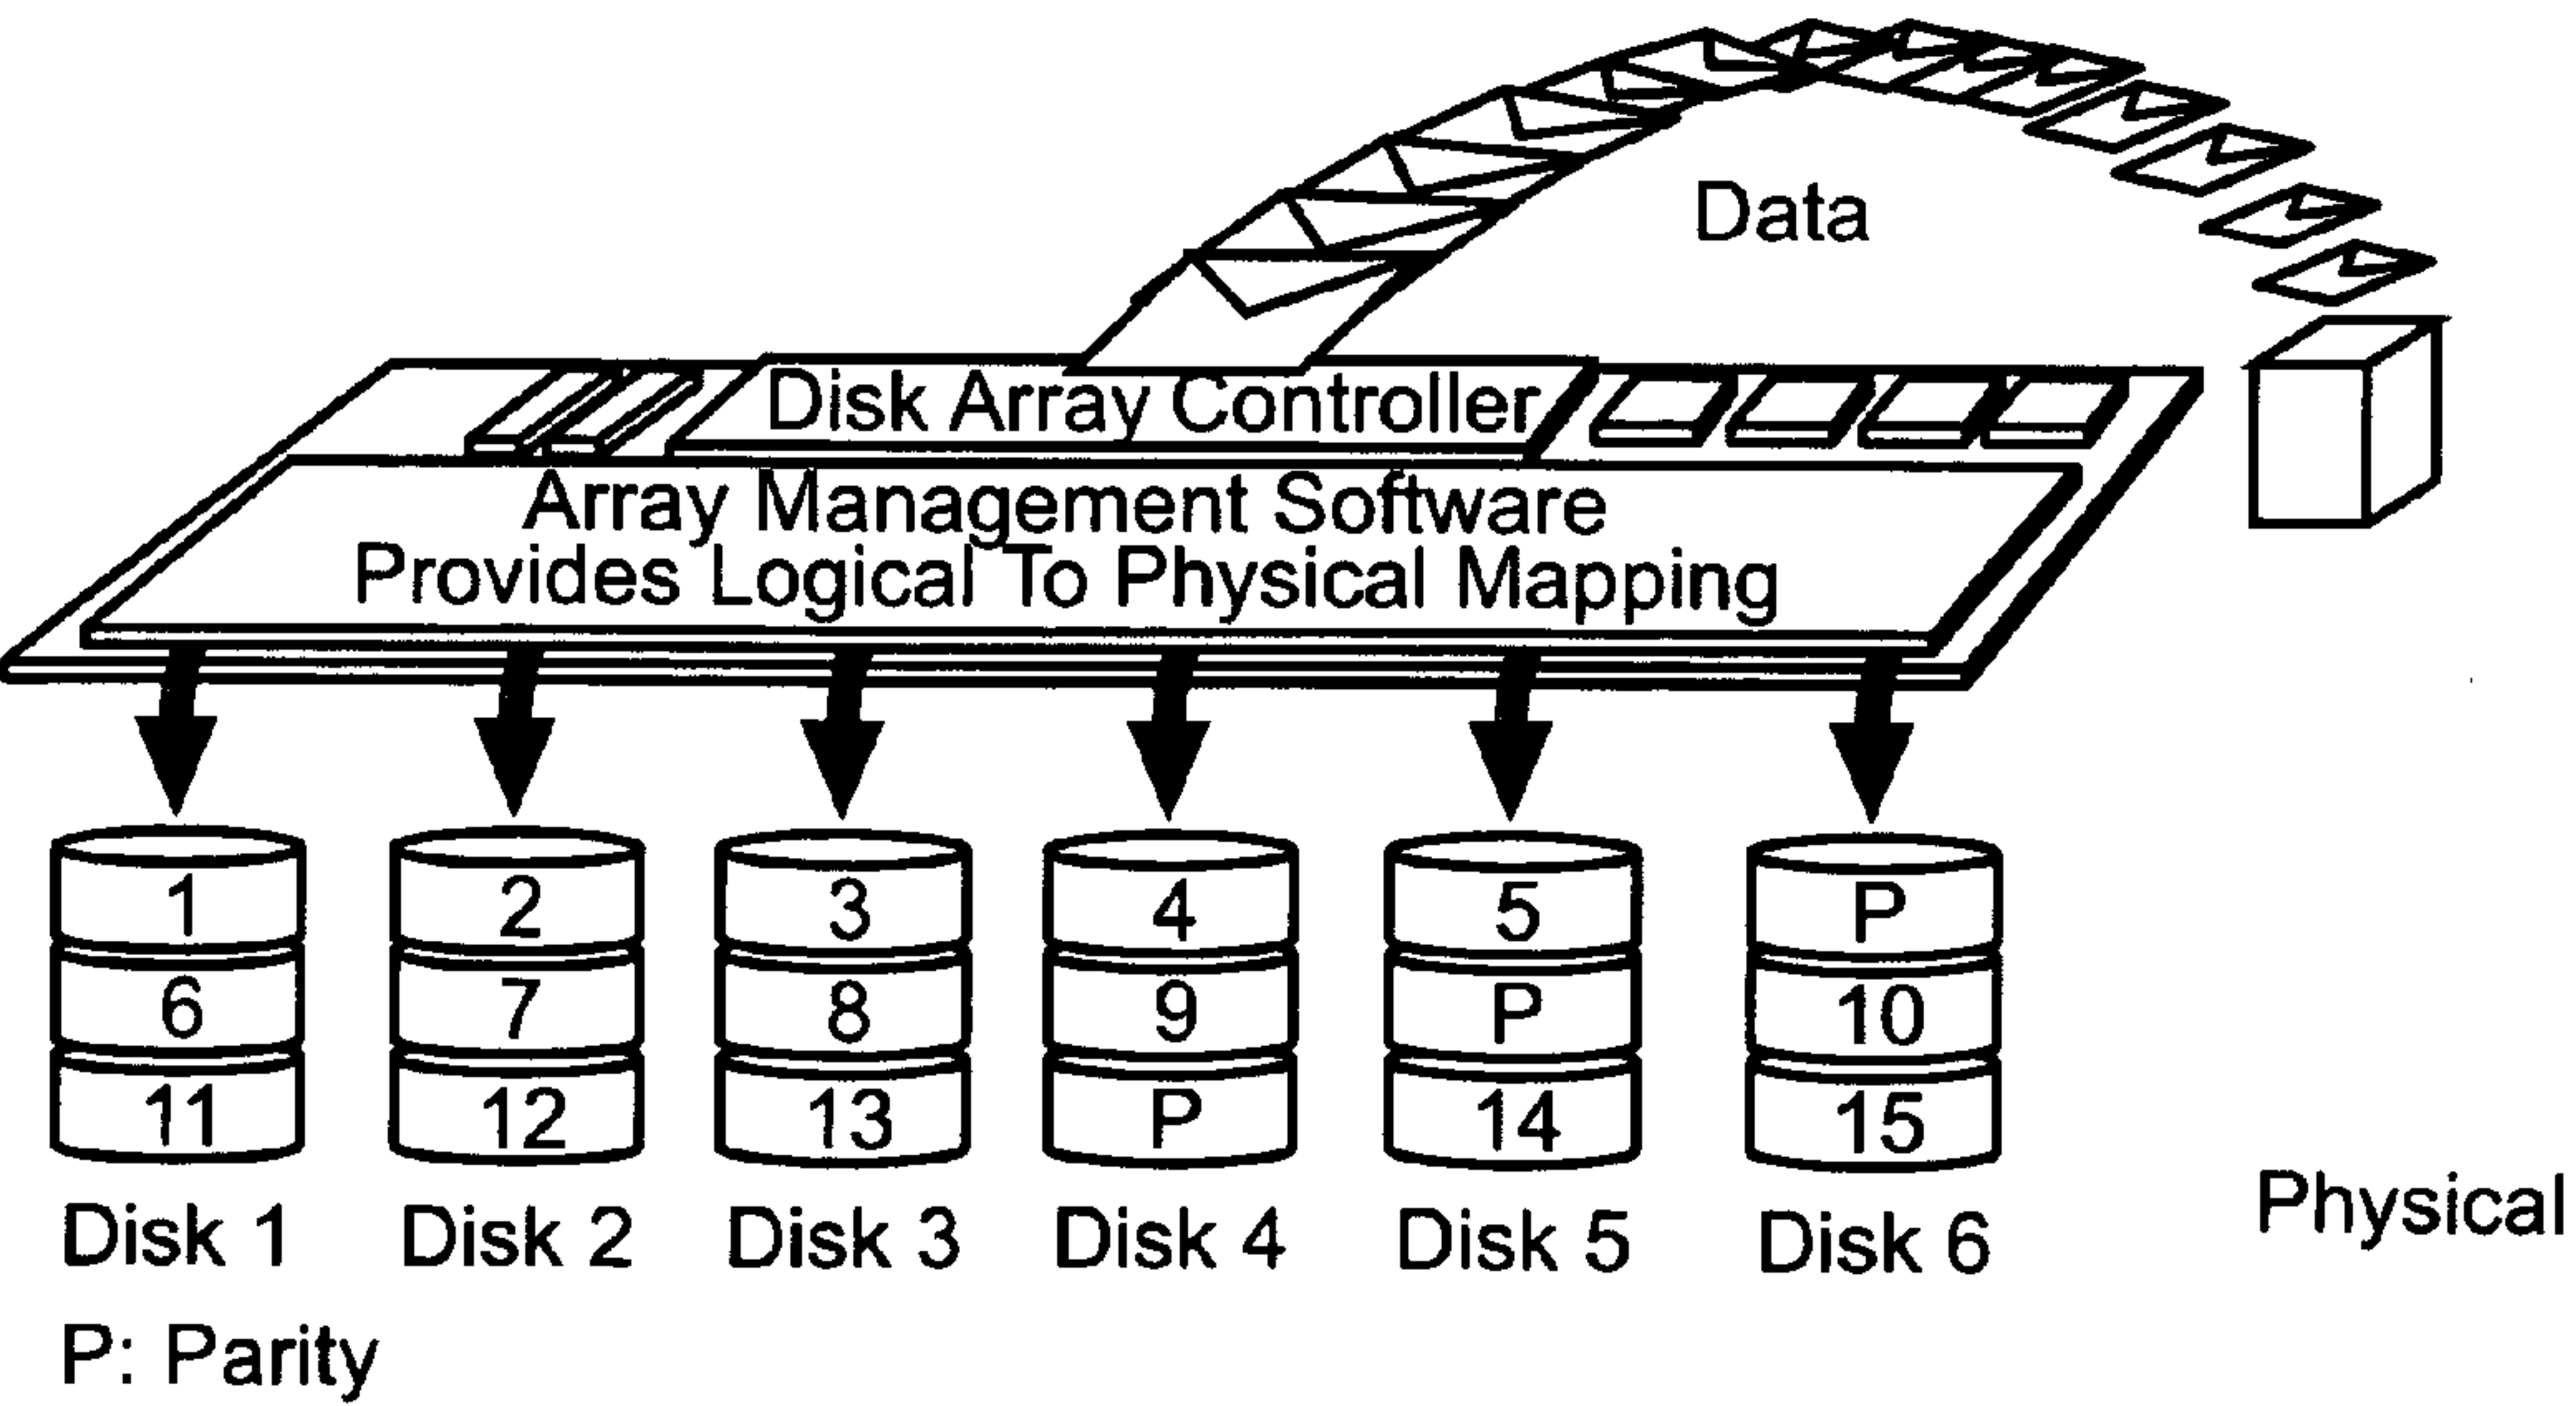 Data
Disk Array Controller
Array Management Software
Provides Logical To Physical Mapping
1 2 3 4 5 P
6 7 8 9 P 10
11 12 13 P 14 15
Disk 1 Disk 2 Disk 3 Disk 4 Disk 5 Disk 6 Physical
P: Parity